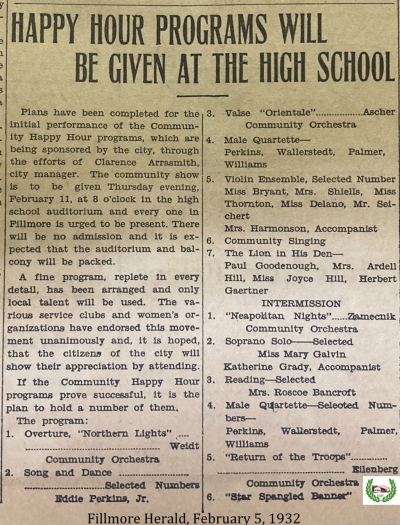 HAPPY HOUR PROGRAMS WILL
BE GIVEN AT THE HIGH SCHOOL
Plans have been completed for the
initial performance of the Commun-
ity Happy Hour programs, which are
being sponsored by the city, through
the efforts of Clarence Arrasmith,
city manager. The community show
is to be given Thursday evening,
February 11, at 8 o'clock in the high
school auditorium and every one in
Fillmore is urged to be present. There
will be no admission and it is ex-
pected that the auditorium and bal-
cony will be packed.
A fine program, replete in every
detail, has been arranged and only
local talent will be used. The va-
rious service clubs and women's or-
ganizations have endorsed this move-
ment unanimously and, it is hoped,
that the citizens of the city will
show their appreciation by attending.
If the Community Happy Hour
programs prove successful, it is the
plan to hold a number of them.
The program:
1. Overture, "Northern Lights" ....
........................................ Weidt
Community Orchestra
2. Song and Dance ....................
....................Selected Numbers
Eddie Perkins, Jr.
3. Valse "Orientale"..............Ascher
Community Orchestra
4. Male Quartette—
Perkins, Wallerstedt, Palmer,
Williams
5. Violin Ensemble, Selected Number
Miss Bryant, Mrs. Shiells, Miss
Thornton, Miss Delano, Mr. Sei-
chert
Mrs. Harmonson, Accompanist
6. Community Singing
7. The Lion in His Den—
Paul Goodenough, Mrs. Ardell
Hill, Miss Joyce Hill, Herbert
Gaertner
INTERMISSION
1. "Neapolitan Nights".....Zamecnik
Community Orchestra
2. Soprano Solo——Selected
Miss Mary Galvin
Katherine Grady, Accompanist
3. Reading—Selected
Mrs. Roscoe Bancroft
4. Male Quartette—Selected Num-
bers—
Perkins, Wallerstedt, Palmer,
Williams
5. "Return of the Troops"..............
........................................ Eilenberg
Community Orchestra
6. "Star Spangled Banner"
Fillmore Herald, February 5, 1932